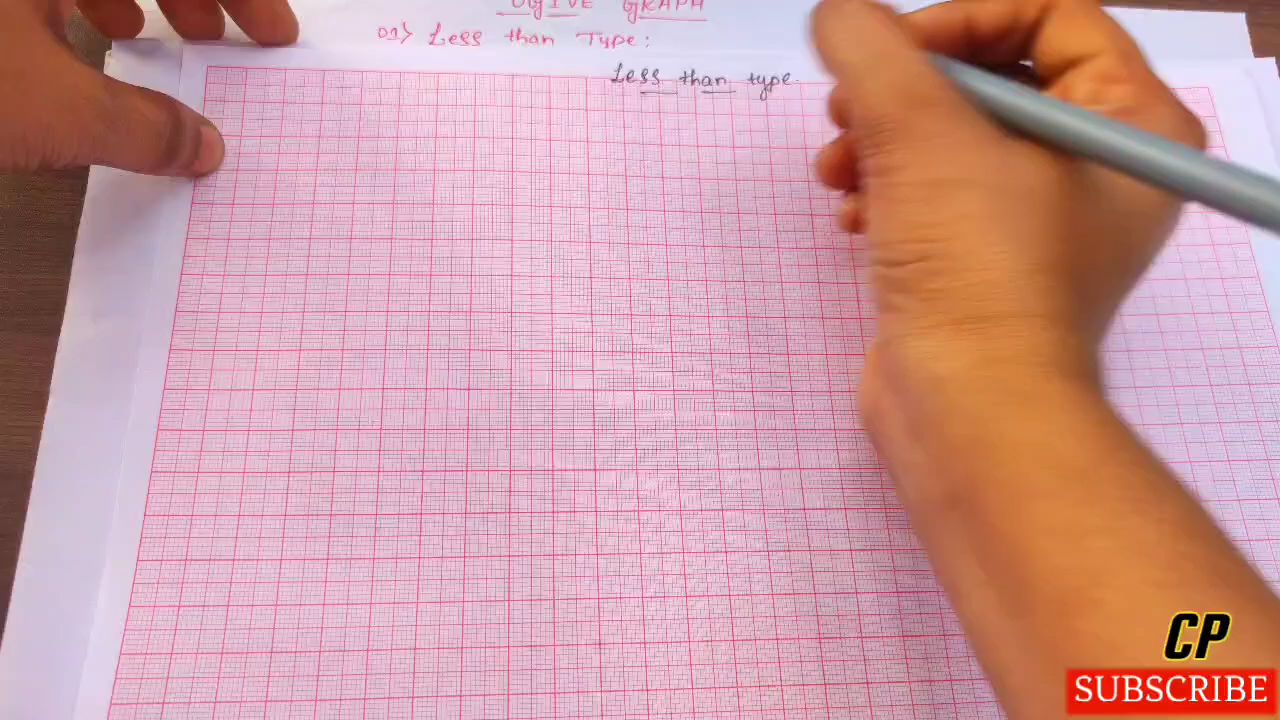 OGIVE GRAPH
01) Less than Type:
Less than type
CP
SUBSCRIBE